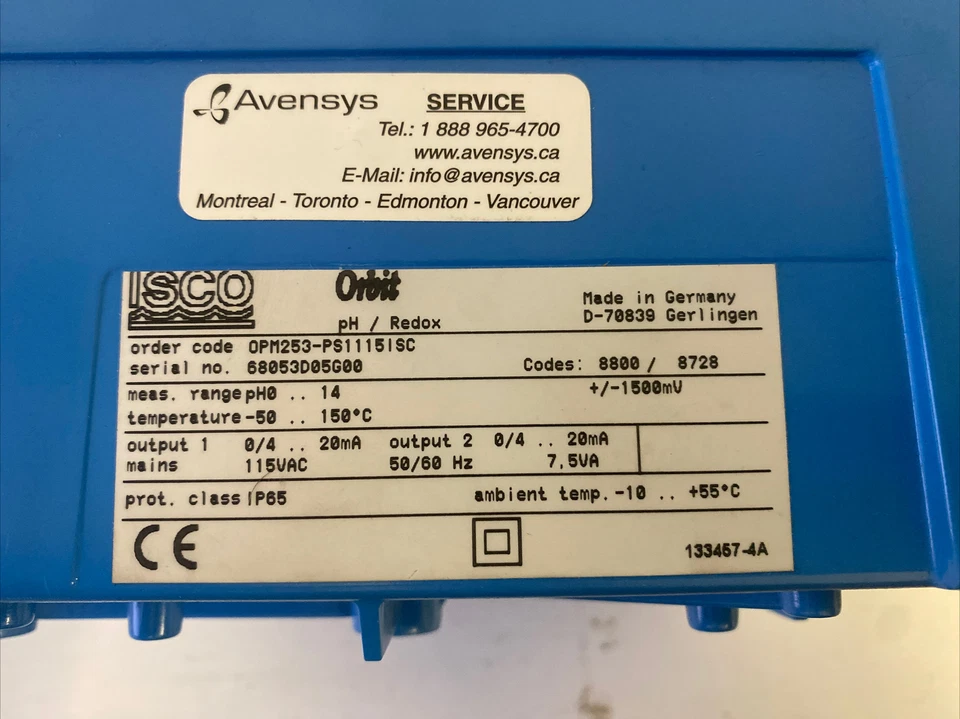 Avensys SERVICE
Tel.: 1 888 965-4700
www.avensys.ca
E-Mail: info@avensys.ca
Montreal - Toronto - Edmonton - Vancouver
ISCO Orbit
Made in Germany
pH / Redox D-70839 Gerlingen
order code OPM253-PS1115ISC
serial no. 68053D05G00 Codes: 8800 / 8728
meas. range pH0 .. 14 +/-1500mV
temperature -50 .. 150°C
output 1 0/4 .. 20mA output 2 0/4 .. 20mA
mains 115VAC 50/60 Hz 7,5VA
prot. class IP65 ambient temp. -10 .. +55°C
CE 133457-4A